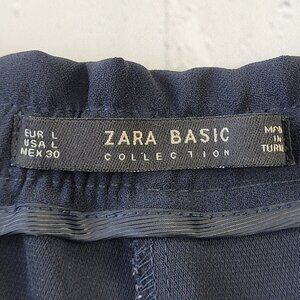 EUR L
USA L
MEX 30
ZARA BASIC
COLLECTION
IN